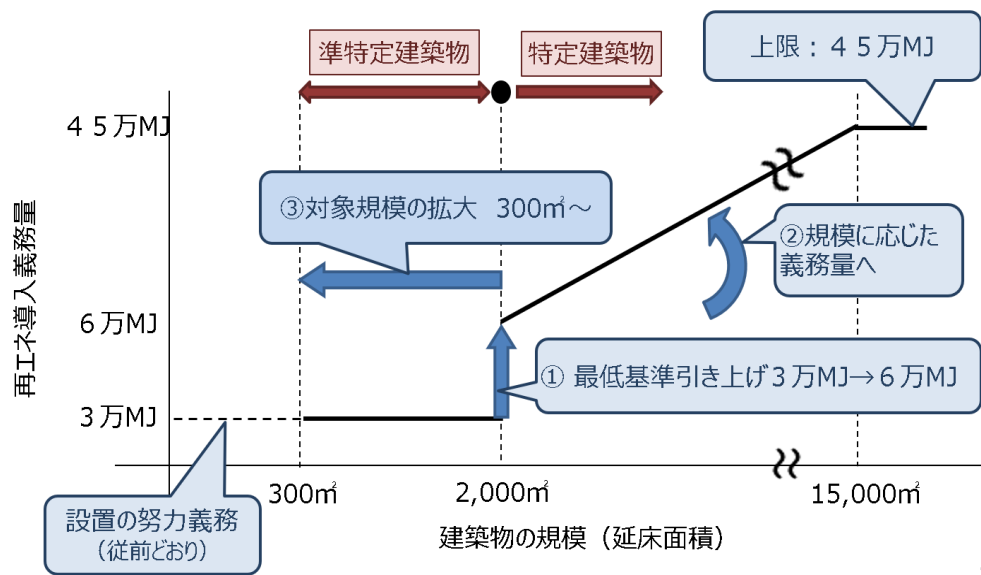 準特定建築物
特定建築物
上限：４５万MJ
４５万MJ
③対象規模の拡大　300㎡～
②規模に応じた
義務量へ
再エネ導入義務量
６万MJ
① 最低基準引き上げ３万MJ→６万MJ
３万MJ
300㎡
2,000㎡
15,000㎡
設置の努力義務
（従前どおり）
建築物の規模（延床面積）